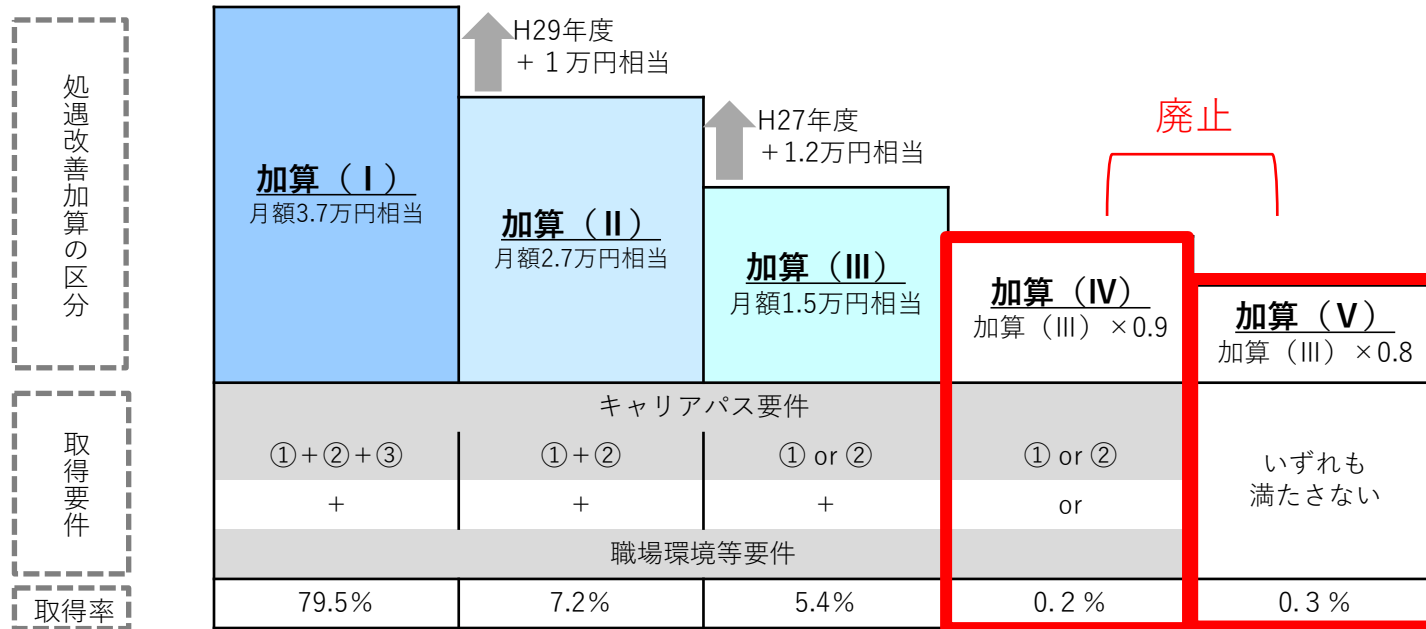 処遇改善加算の区分
H29年度
+ 1万円相当
H27年度
+1.2万円相当
廃止
加算(Ⅰ)
月額3.7万円相当
加算(Ⅱ)
月額2.7万円相当
加算(Ⅲ)
月額1.5万円相当
加算(Ⅳ)
加算(Ⅲ)×0.9
加算(Ⅴ)
加算(Ⅲ)×0.8
取得要件
キャリアパス要件
①+②+③
①+②
① or ②
① or ②
いずれも
満たさない
+
+
+
or
職場環境等要件
取得率
79.5%
7.2%
5.4%
0.2%
0.3%